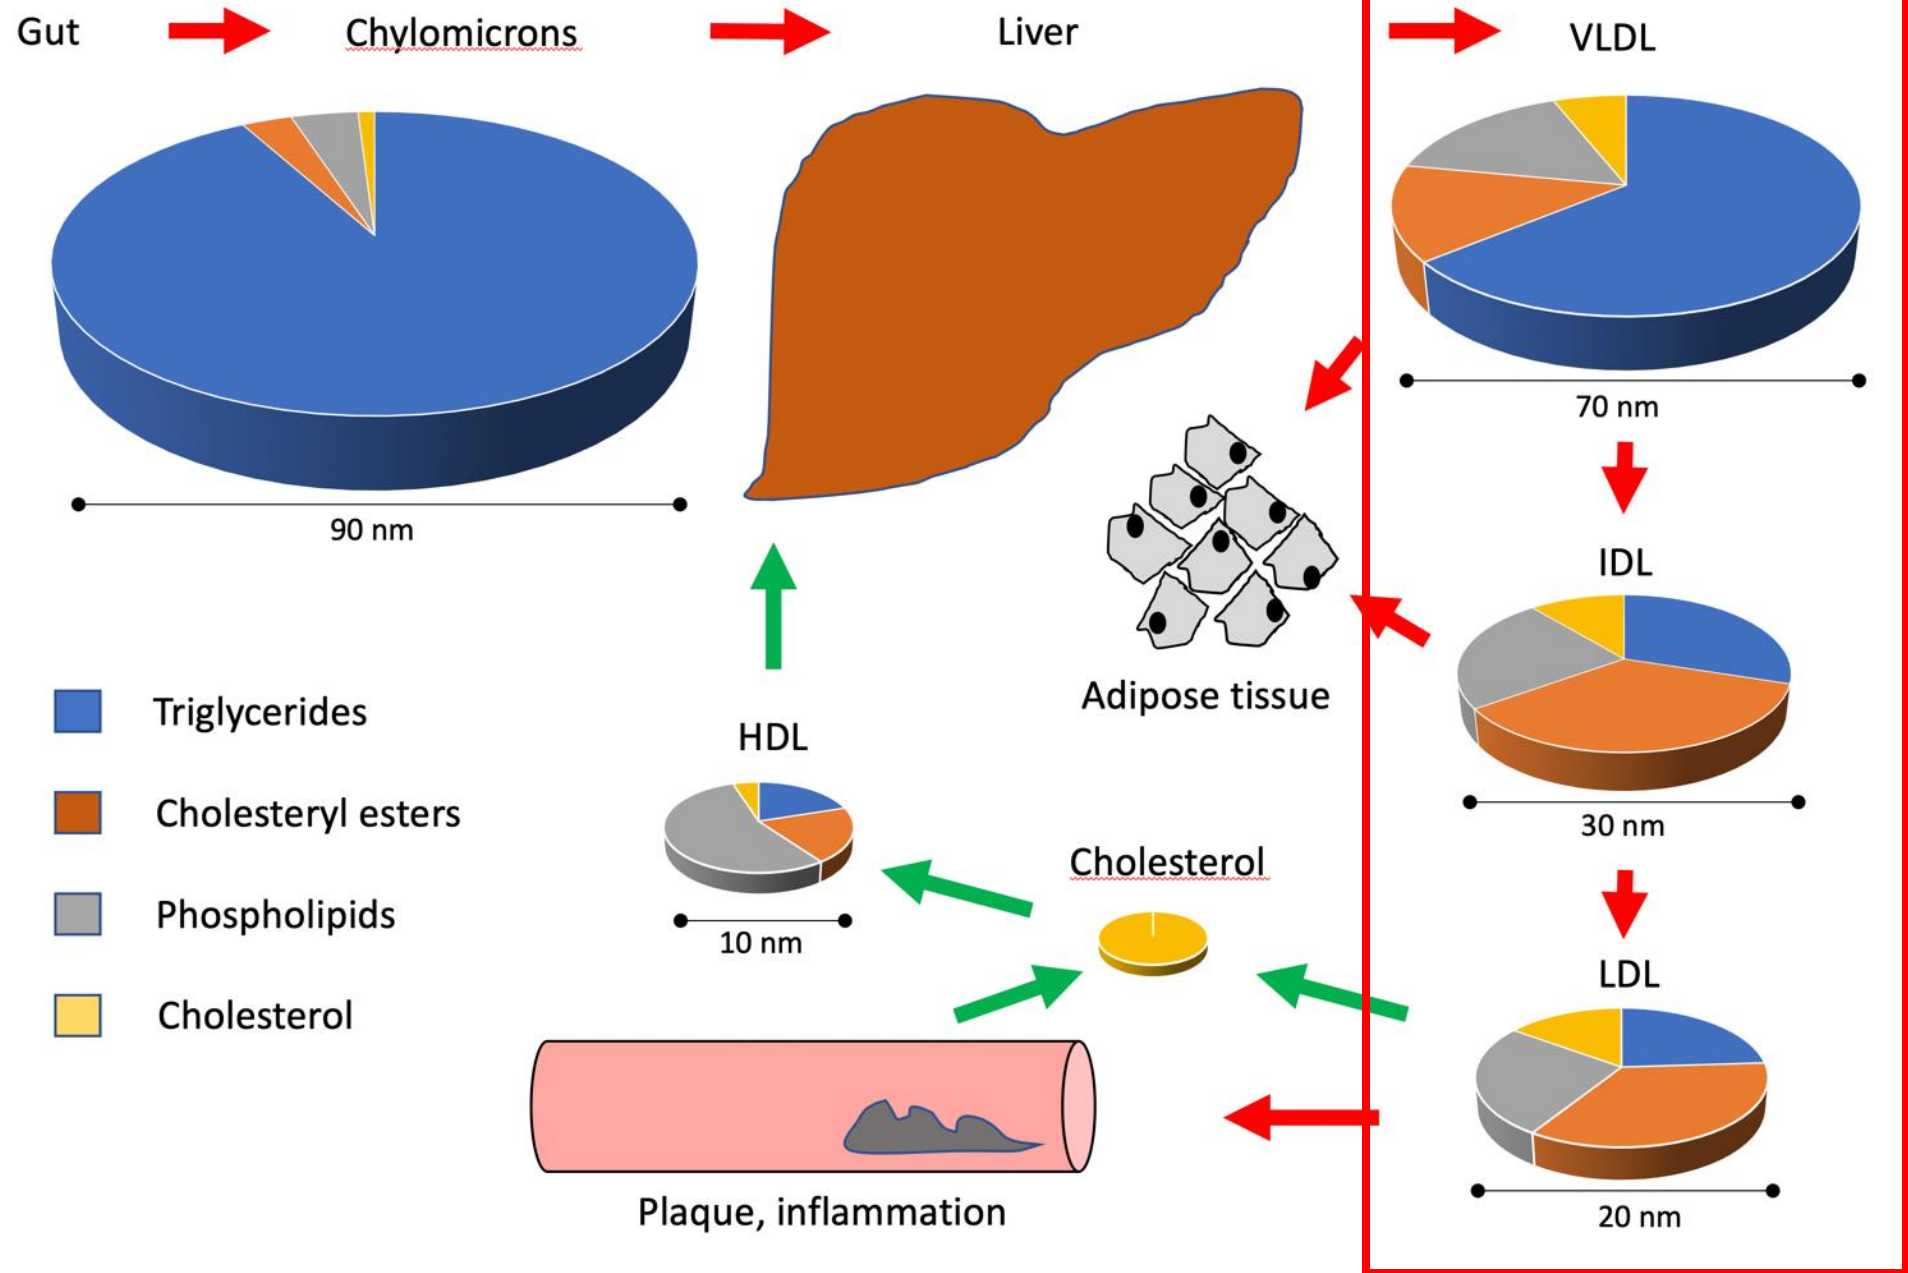 Gut
Chylomicrons
Liver
VLDL
90 nm
70 nm
IDL
Adipose tissue
30 nm
Triglycerides
Cholesteryl esters
Phospholipids
Cholesterol
HDL
10 nm
Cholesterol
LDL
20 nm
Plaque, inflammation